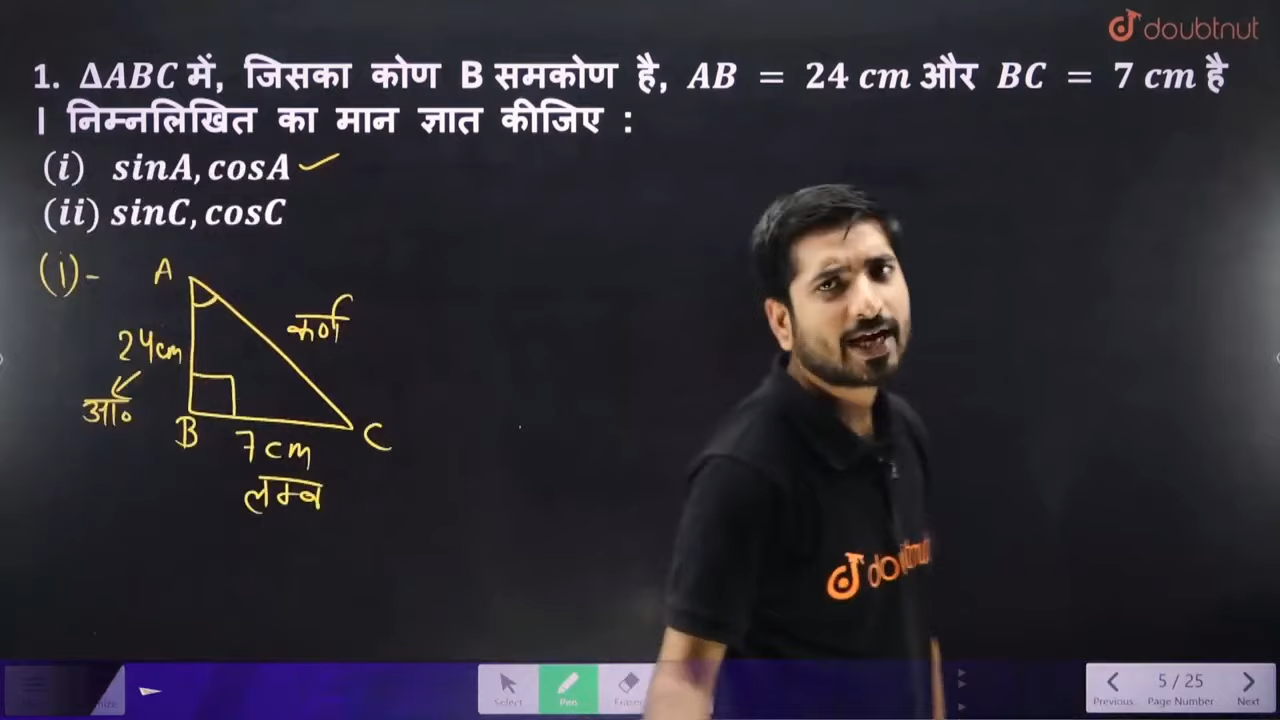 doubtnut
1. ΔABC में, जिसका कोण B समकोण है, AB = 24 cm और BC = 7 cm है
। निम्नलिखित का मान ज्ञात कीजिए :
(i) sinA, cosA
(ii) sinC, cosC
(i)-
A
कर्ण
24cm
आ०
B
C
7cm
लम्ब
doubtnut
Select
Pen
Eraser
Previous
5 / 25
Page Number
Next